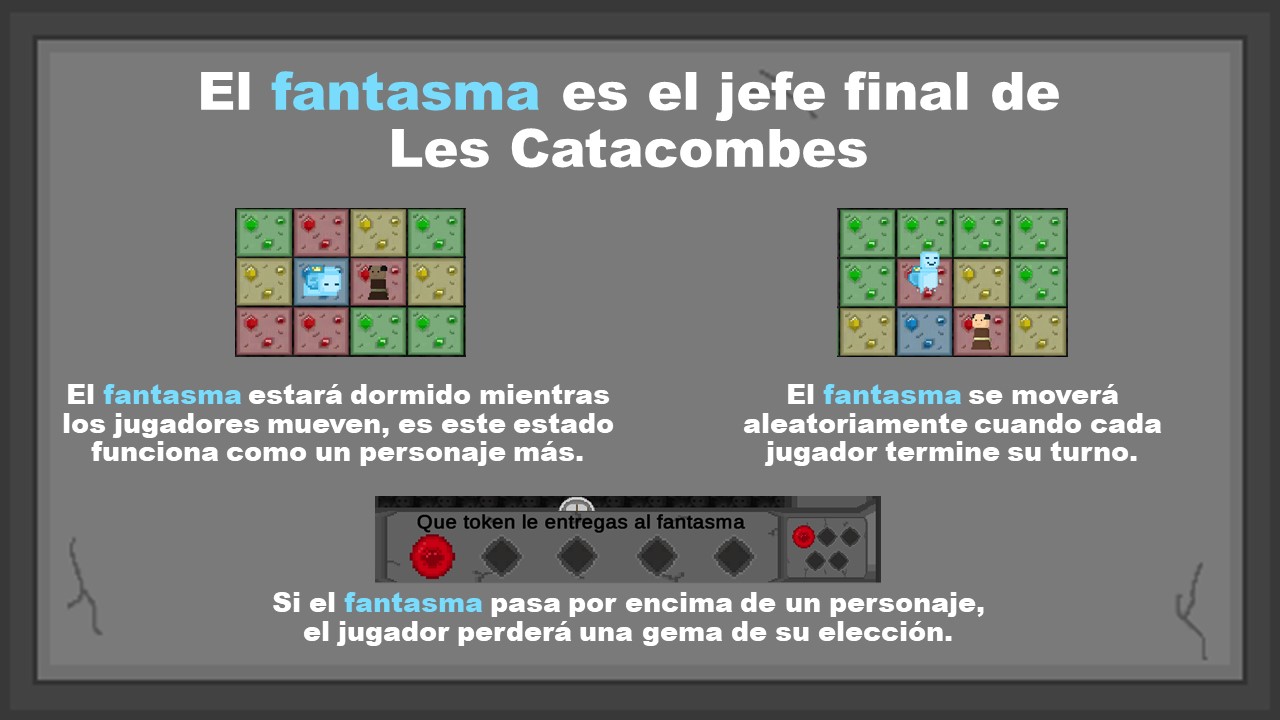 El fantasma es el jefe final de
Les Catacombes
El fantasma estará dormido mientras
los jugadores mueven, es este estado
funciona como un personaje más.
El fantasma se moverá
aleatoriamente cuando cada
jugador termine su turno.
Que token le entregas al fantasma
Si el fantasma pasa por encima de un personaje,
el jugador perderá una gema de su elección.